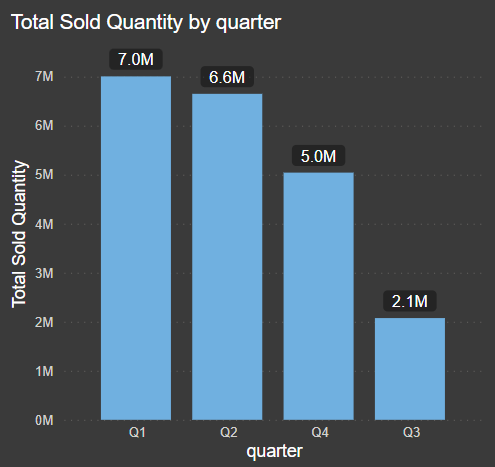 Total Sold Quantity by quarter
7.0M
6.6M
5.0M
2.1M
7M
6M
5M
4M
3M
2M
1M
0M
Total Sold Quantity
Q1 Q2 Q4 Q3
quarter